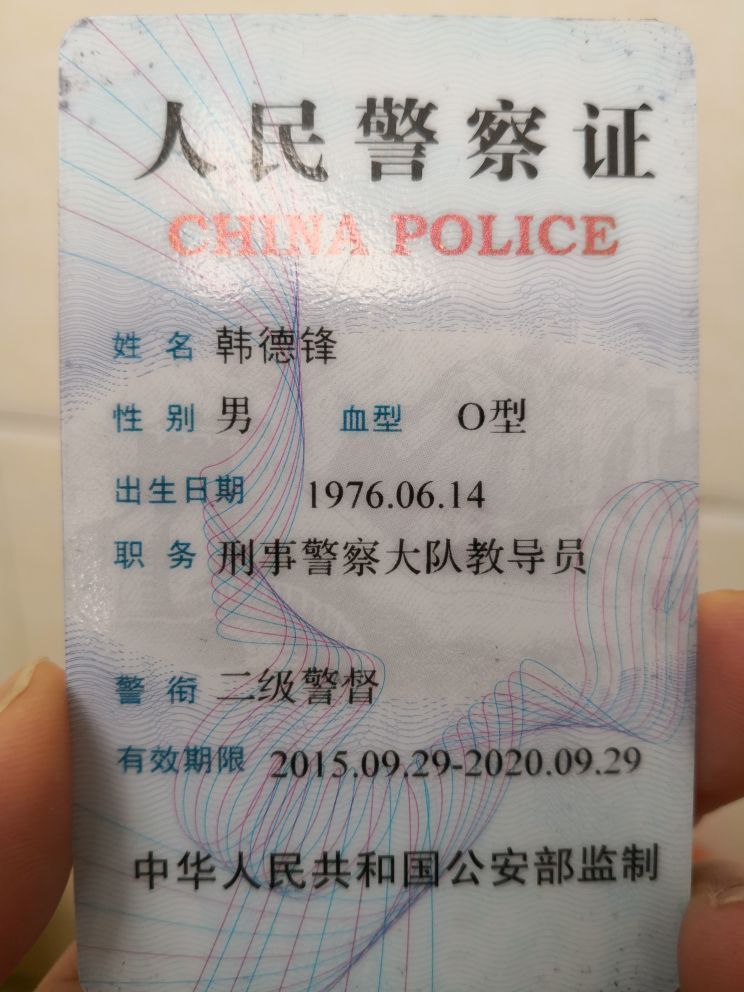 人民警察证
CHINA POLICE
姓名 韩德锋
性别 男 血型 O型
出生日期 1976.06.14
职务 刑事警察大队教导员
警衔 二级警督
有效期限 2015.09.29-2020.09.29
中华人民共和国公安部监制